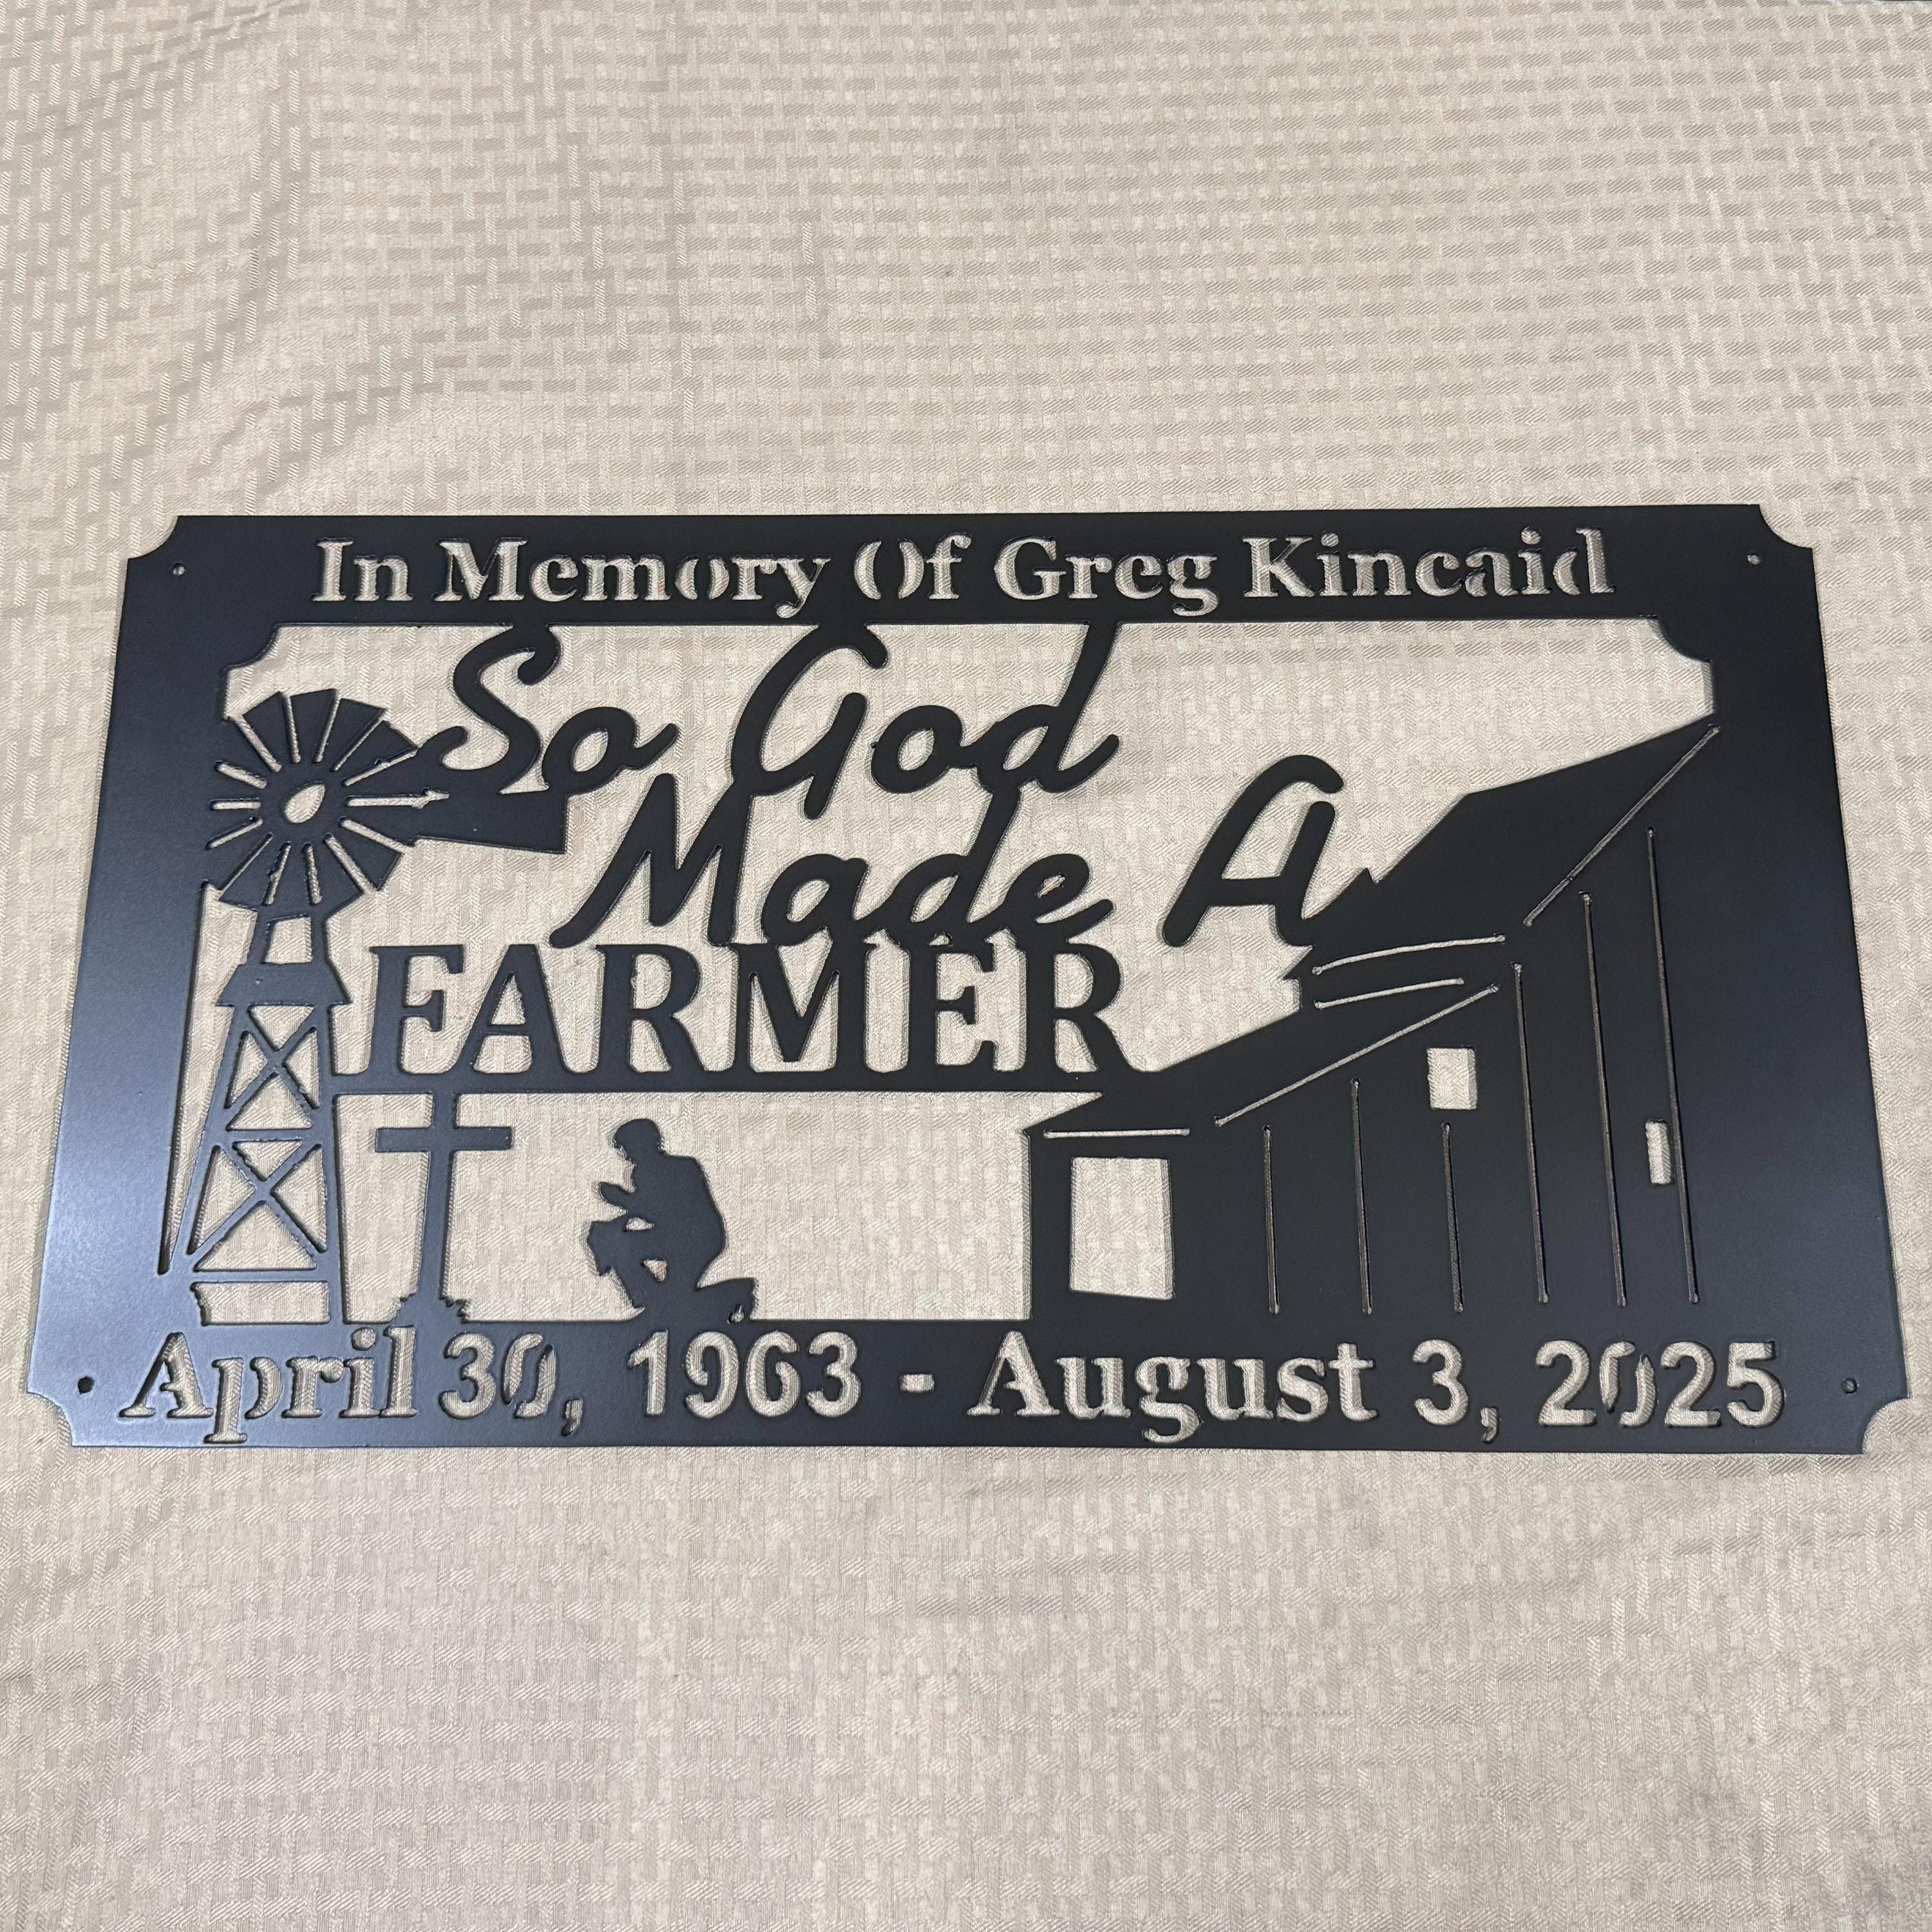 In Memory Of Greg Kincaid
So God
Made A
FARMER
April 30, 1963 - August 3, 2025